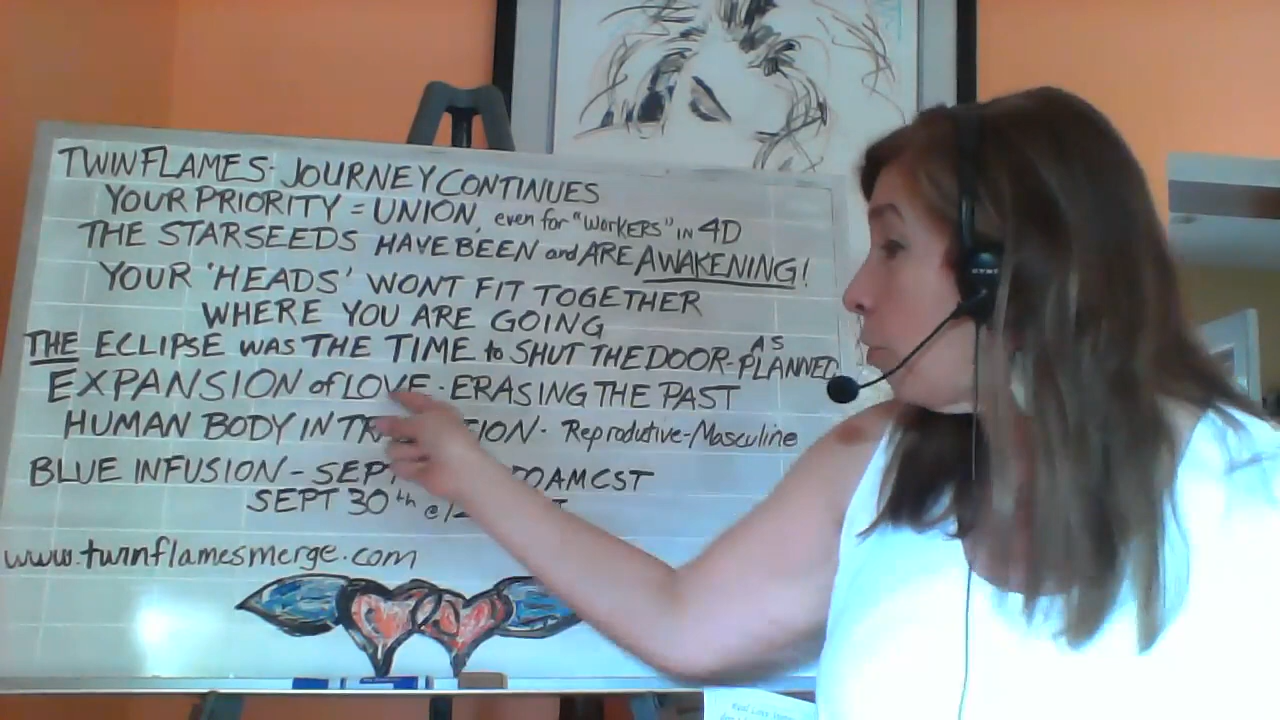 TWINFLAMES- JOURNEY CONTINUES
YOUR PRIORITY = UNION, even for "WorkERS" IN 4D
THE STARSEEDS HAVE BEEN and ARE AWAKENING!
YOUR 'HEADS' WONT FIT TOGETHER
WHERE YOU ARE GOING
THE ECLIPSE WAS THE TIME to SHUT THE DOOR- AS PLANNED
EXPANSION of LOVE - ERASING THE PAST
HUMAN BODY IN - Reprodutive-Masculine
BLUE INFUSION - SEPT AMCST
SEPT 30th @
www.twinflamesmerge.com